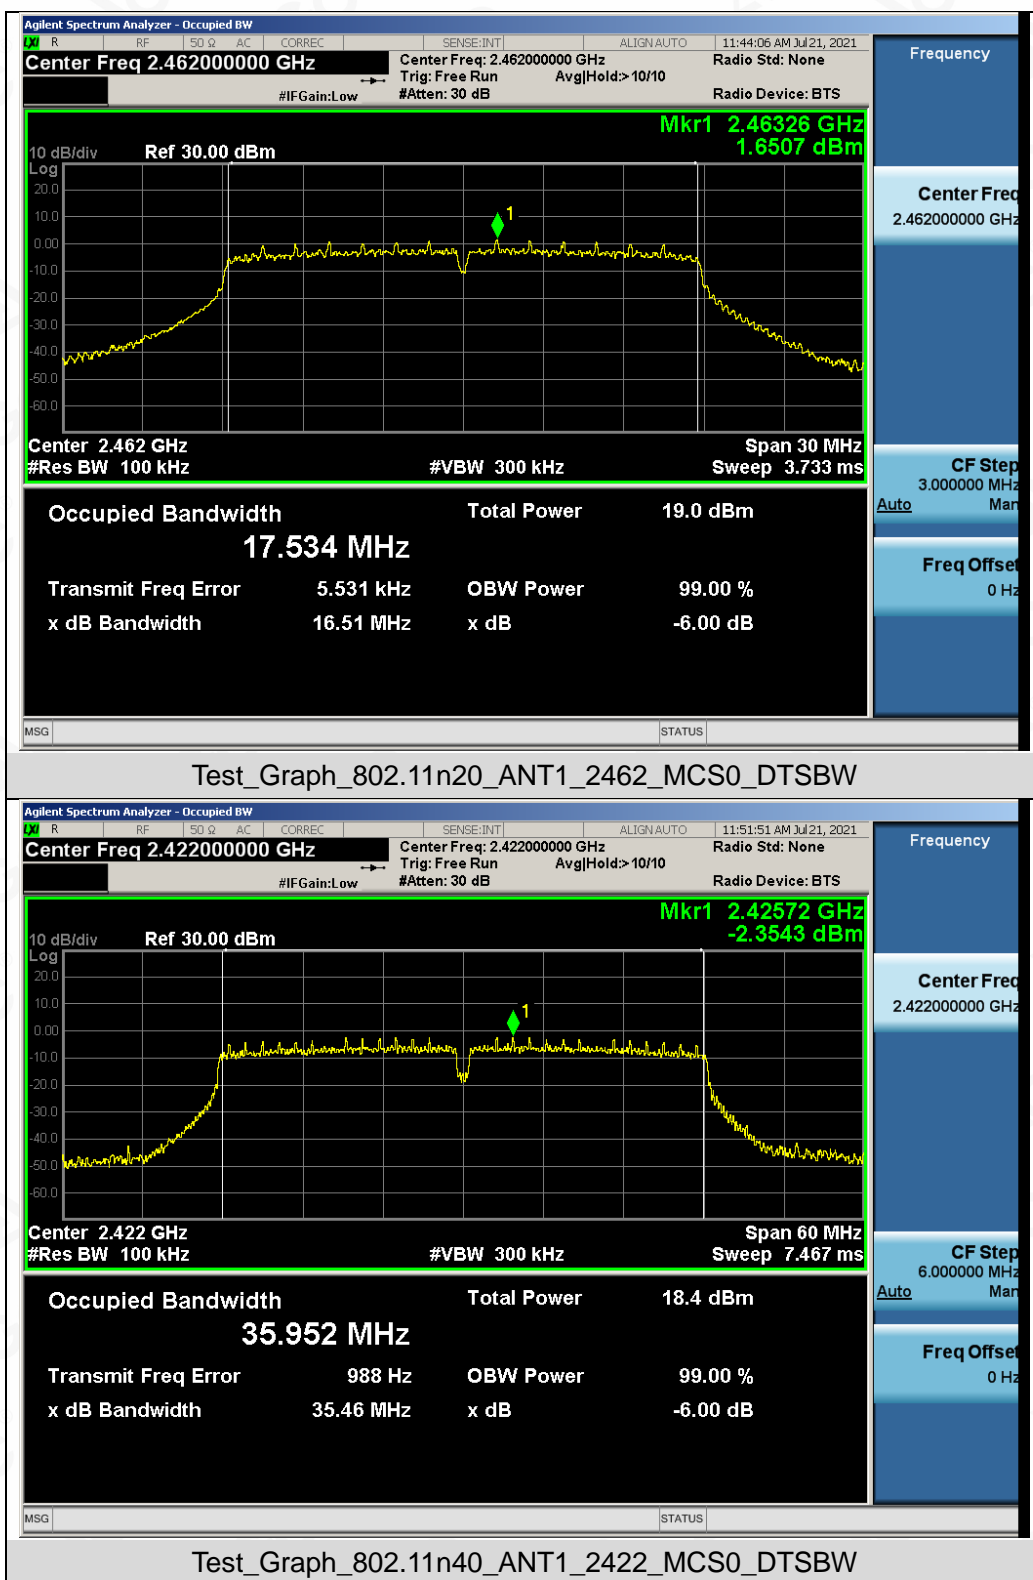 Agilent Spectrum Analyzer - Occupied BW
LXI R RF 50 Ω AC CORREC SENSE:INT ALIGN AUTO 11:44:06 AM Jul 21, 2021
Center Freq 2.462000000 GHz
Center Freq: 2.462000000 GHz
Radio Std: None
Trig: Free Run Avg|Hold:> 10/10
#IFGain:Low #Atten: 30 dB Radio Device: BTS
Frequency
Mkr1 2.46326 GHz
1.6507 dBm
10 dB/div Ref 30.00 dBm
Log
20.0
10.0
0.00
-10.0
-20.0
-30.0
-40.0
-50.0
-60.0
1
Center 2.462 GHz Span 30 MHz
#Res BW 100 kHz #VBW 300 kHz Sweep 3.733 ms
Center Freq
2.462000000 GHz
CF Step
3.000000 MHz
Auto Man
Freq Offset
0 Hz
Occupied Bandwidth Total Power 19.0 dBm
17.534 MHz
Transmit Freq Error 5.531 kHz OBW Power 99.00 %
x dB Bandwidth 16.51 MHz x dB -6.00 dB
MSG STATUS
Test_Graph_802.11n20_ANT1_2462_MCS0_DTSBW
Agilent Spectrum Analyzer - Occupied BW
LXI R RF 50 Ω AC CORREC SENSE:INT ALIGN AUTO 11:51:51 AM Jul 21, 2021
Center Freq 2.422000000 GHz
Center Freq: 2.422000000 GHz
Radio Std: None
Trig: Free Run Avg|Hold:> 10/10
#IFGain:Low #Atten: 30 dB Radio Device: BTS
Frequency
Mkr1 2.42572 GHz
-2.3543 dBm
10 dB/div Ref 30.00 dBm
Log
20.0
10.0
0.00
-10.0
-20.0
-30.0
-40.0
-50.0
-60.0
1
Center 2.422 GHz Span 60 MHz
#Res BW 100 kHz #VBW 300 kHz Sweep 7.467 ms
Center Freq
2.422000000 GHz
CF Step
6.000000 MHz
Auto Man
Freq Offset
0 Hz
Occupied Bandwidth Total Power 18.4 dBm
35.952 MHz
Transmit Freq Error 988 Hz OBW Power 99.00 %
x dB Bandwidth 35.46 MHz x dB -6.00 dB
MSG STATUS
Test_Graph_802.11n40_ANT1_2422_MCS0_DTSBW